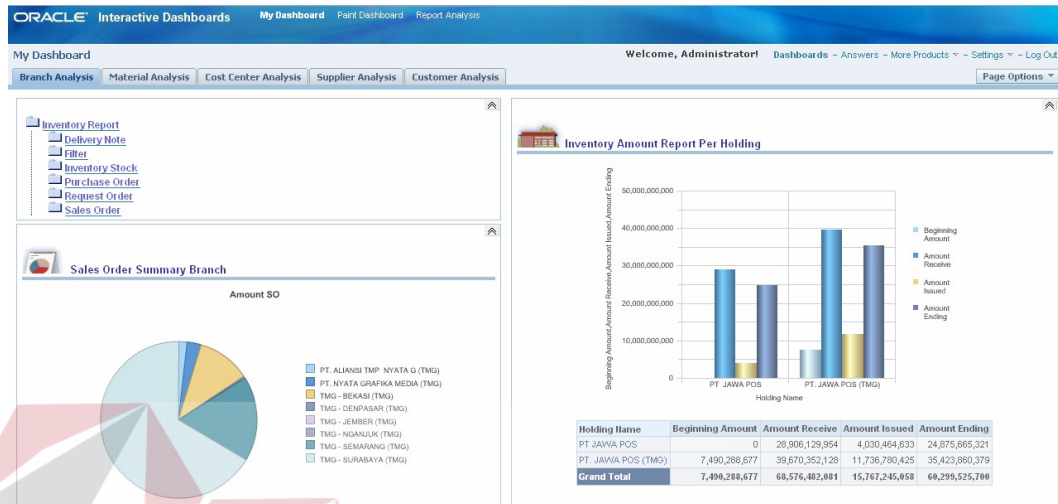 ORACLE Interactive Dashboards My Dashboard Paint Dashboard Report Analysis
My Dashboard
Welcome, Administrator! Dashboards - Answers - More Products - Settings - Log Out
Branch Analysis Material Analysis Cost Center Analysis Supplier Analysis Customer Analysis
Page Options
Inventory Report
Delivery Note
Filter
Inventory Stock
Purchase Order
Request Order
Sales Order
Sales Order Summary Branch
Amount SO
PT. ALIANSI TMP NYATA G (TMG)
PT. NYATA GRAFIKA MEDIA (TMG)
TMG - BEKASI (TMG)
TMG - DENPASAR (TMG)
TMG - JEMBER (TMG)
TMG - NGANJUK (TMG)
TMG - SEMARANG (TMG)
TMG - SURABAYA (TMG)
Inventory Amount Report Per Holding
Beginning Amount,Amount Receive,Amount Issued,Amount Ending
50,000,000,000
40,000,000,000
30,000,000,000
20,000,000,000
10,000,000,000
0
PT JAWA POS
PT. JAWA POS (TMG)
Holding Name
Beginning
Amount
Amount
Receive
Amount
Issued
Amount
Ending
Holding Name Beginning Amount Amount Receive Amount Issued Amount Ending
PT JAWA POS 0 28,906,129,954 4,030,464,633 24,875,665,321
PT. JAWA POS (TMG) 7,490,288,677 39,670,352,128 11,736,780,425 35,423,860,379
Grand Total 7,490,288,677 68,576,482,081 15,767,245,058 60,299,525,700